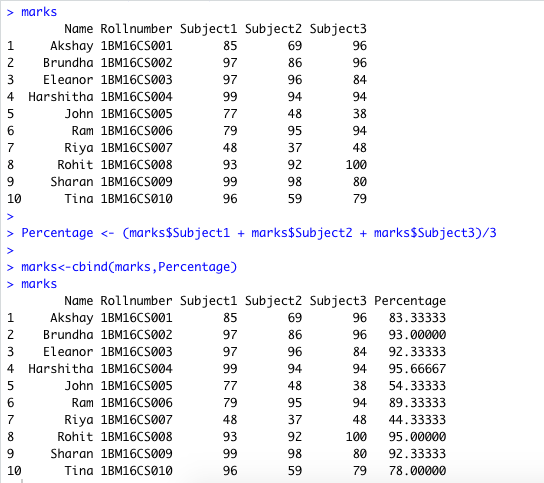 > marks
        Name Rollnumber Subject1 Subject2 Subject3
1     Akshay 1BM16CS001       85       69       96
2    Brundha 1BM16CS002       97       86       96
3    Eleanor 1BM16CS003       97       96       84
4  Harshitha 1BM16CS004       99       94       94
5       John 1BM16CS005       77       48       38
6        Ram 1BM16CS006       79       95       94
7       Riya 1BM16CS007       48       37       48
8      Rohit 1BM16CS008       93       92      100
9     Sharan 1BM16CS009       99       98       80
10      Tina 1BM16CS010       96       59       79
>
> Percentage <- (marks$Subject1 + marks$Subject2 + marks$Subject3)/3
>
> marks<-cbind(marks,Percentage)
> marks
        Name Rollnumber Subject1 Subject2 Subject3 Percentage
1     Akshay 1BM16CS001       85       69       96   83.33333
2    Brundha 1BM16CS002       97       86       96   93.00000
3    Eleanor 1BM16CS003       97       96       84   92.33333
4  Harshitha 1BM16CS004       99       94       94   95.66667
5       John 1BM16CS005       77       48       38   54.33333
6        Ram 1BM16CS006       79       95       94   89.33333
7       Riya 1BM16CS007       48       37       48   44.33333
8      Rohit 1BM16CS008       93       92      100   95.00000
9     Sharan 1BM16CS009       99       98       80   92.33333
10      Tina 1BM16CS010       96       59       79   78.00000